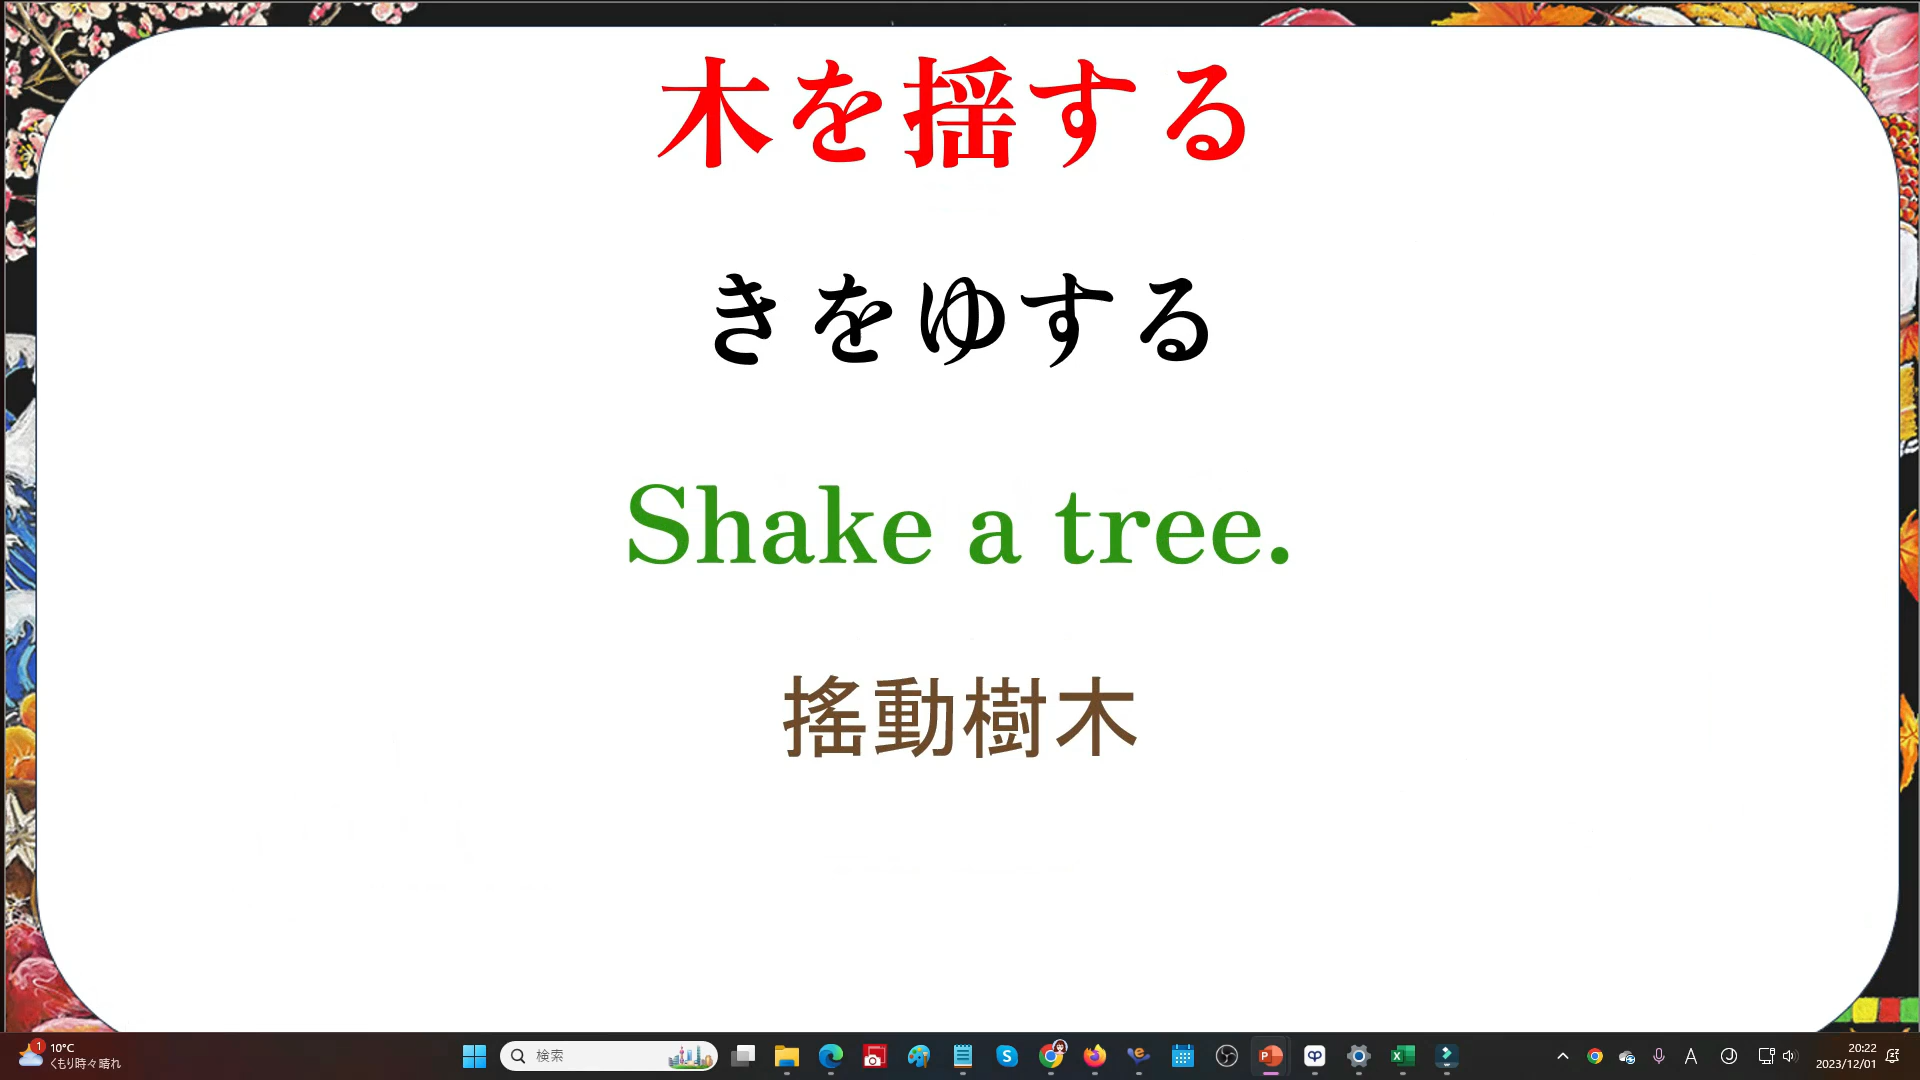 木を揺する
きをゆする
Shake a tree.
搖動樹木
1
10°C
くもり時々晴れ
検索
A
20:22
2023/12/01